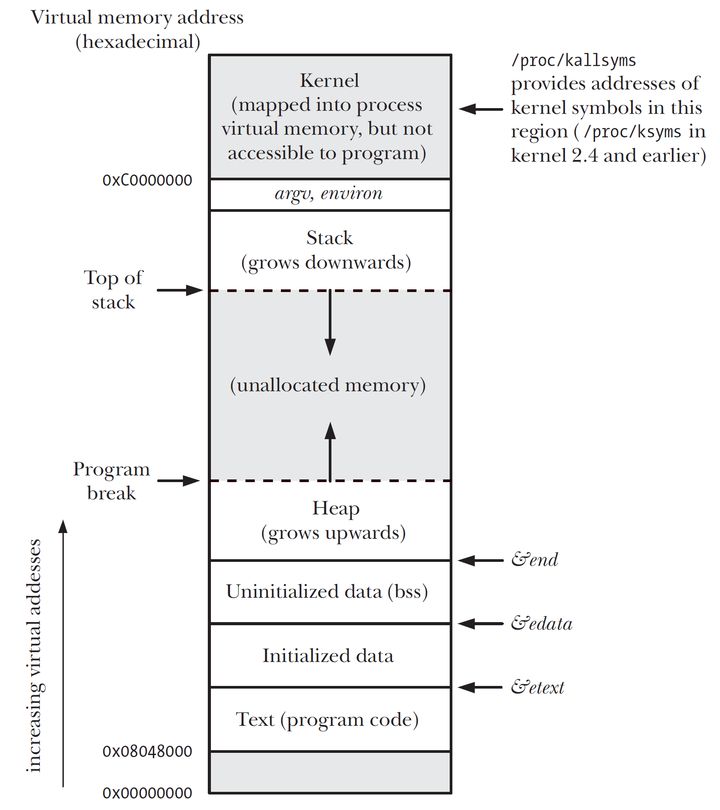 Virtual memory address
(hexadecimal)
/proc/kallsyms
provides addresses of
kernel symbols in this
region ( /proc/ksyms in
kernel 2.4 and earlier)
Kernel
(mapped into process
virtual memory, but not
accessible to program)
0xC0000000
argv, environ
Stack
(grows downwards)
Top of
stack
(unallocated memory)
Program
break
Heap
(grows upwards)
&end
Uninitialized data (bss)
&edata
Initialized data
&etext
Text (program code)
0x08048000
0x00000000
increasing virtual addesses